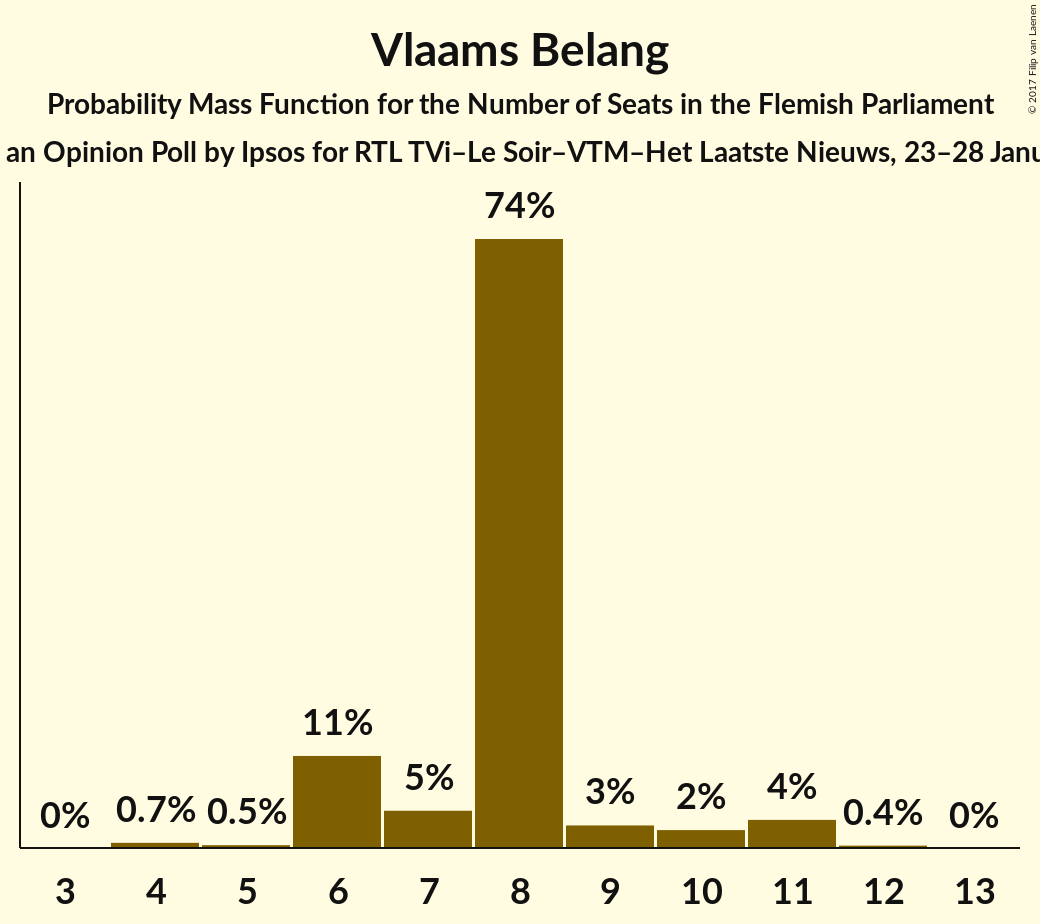 Vlaams Belang
Probability Mass Function for the Number of Seats in the Flemish Parliament
an Opinion Poll by Ipsos for RTL TVi–Le Soir–VTM–Het Laatste Nieuws, 23–28 Janu
© 2017 Filip van Laenen
74%
11%
5%
3%
2%
4%
0%
0.7%
0.5%
0.4%
0%
3 4 5 6 7 8 9 10 11 12 13